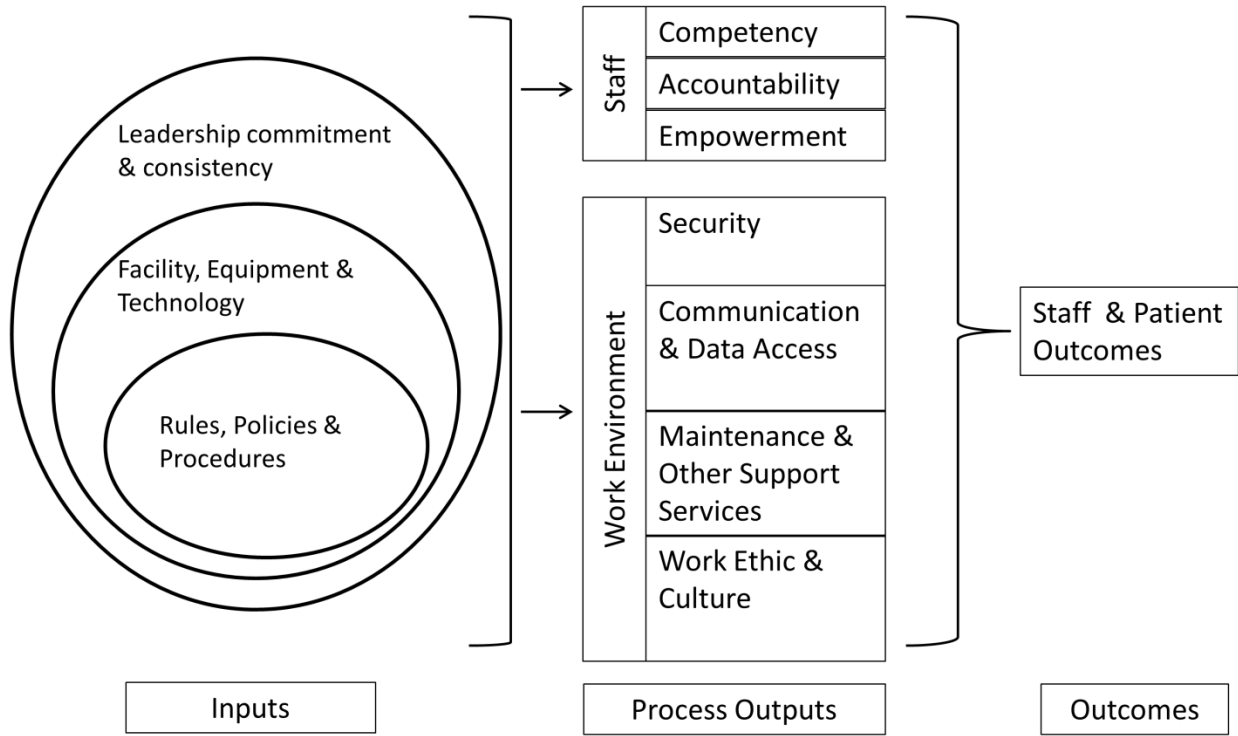 Leadership commitment
& consistency
Facility, Equipment &
Technology
Rules, Policies &
Procedures
Inputs
Staff
Competency
Accountability
Empowerment
Work Environment
Security
Communication
& Data Access
Maintenance &
Other Support
Services
Work Ethic &
Culture
Process Outputs
Staff & Patient
Outcomes
Outcomes